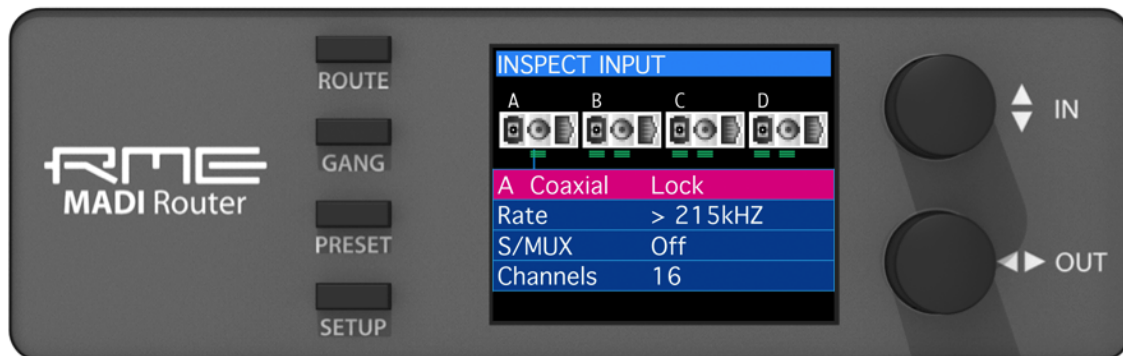 RME
MADI Router
ROUTE
GANG
PRESET
SETUP
INSPECT INPUT
A B C D
A Coaxial Lock
Rate > 215kHZ
S/MUX Off
Channels 16
IN
OUT